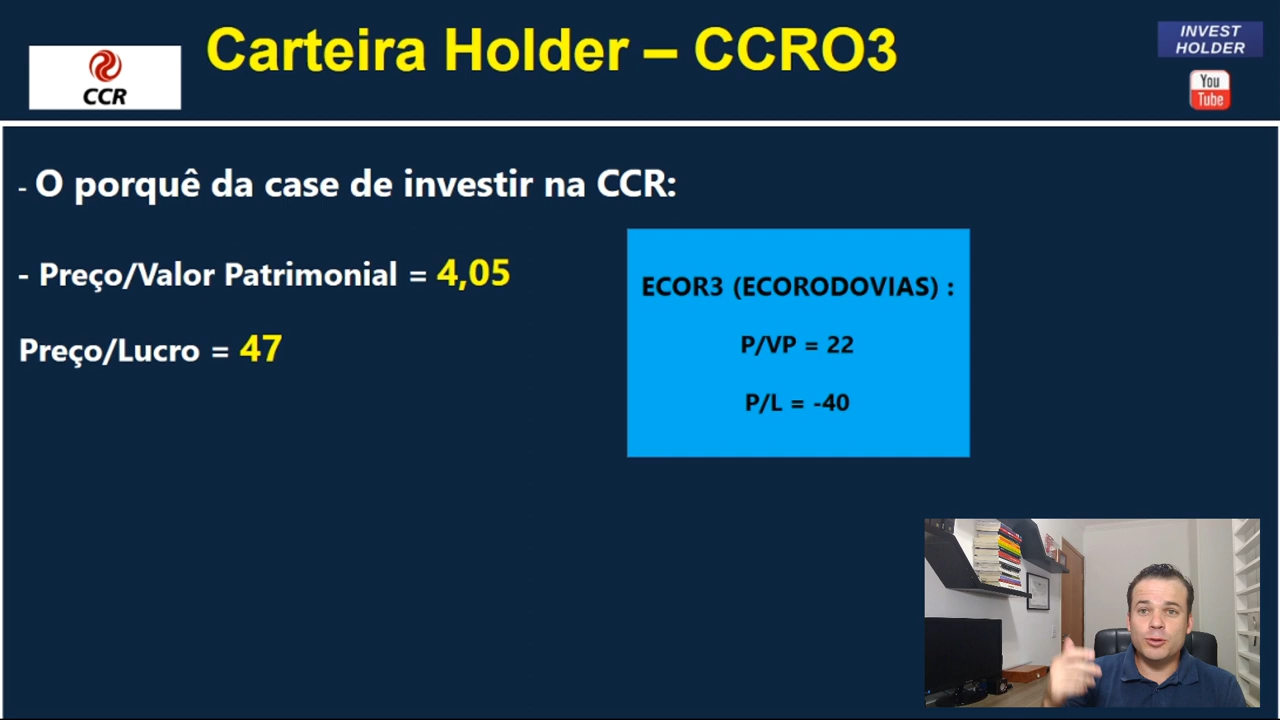 Carteira Holder – CCRO3
CCR
INVEST
HOLDER
You
Tube
- O porquê da case de investir na CCR:
- Preço/Valor Patrimonial = 4,05
Preço/Lucro = 47
ECOR3 (ECORODOVIAS) :
P/VP = 22
P/L = -40